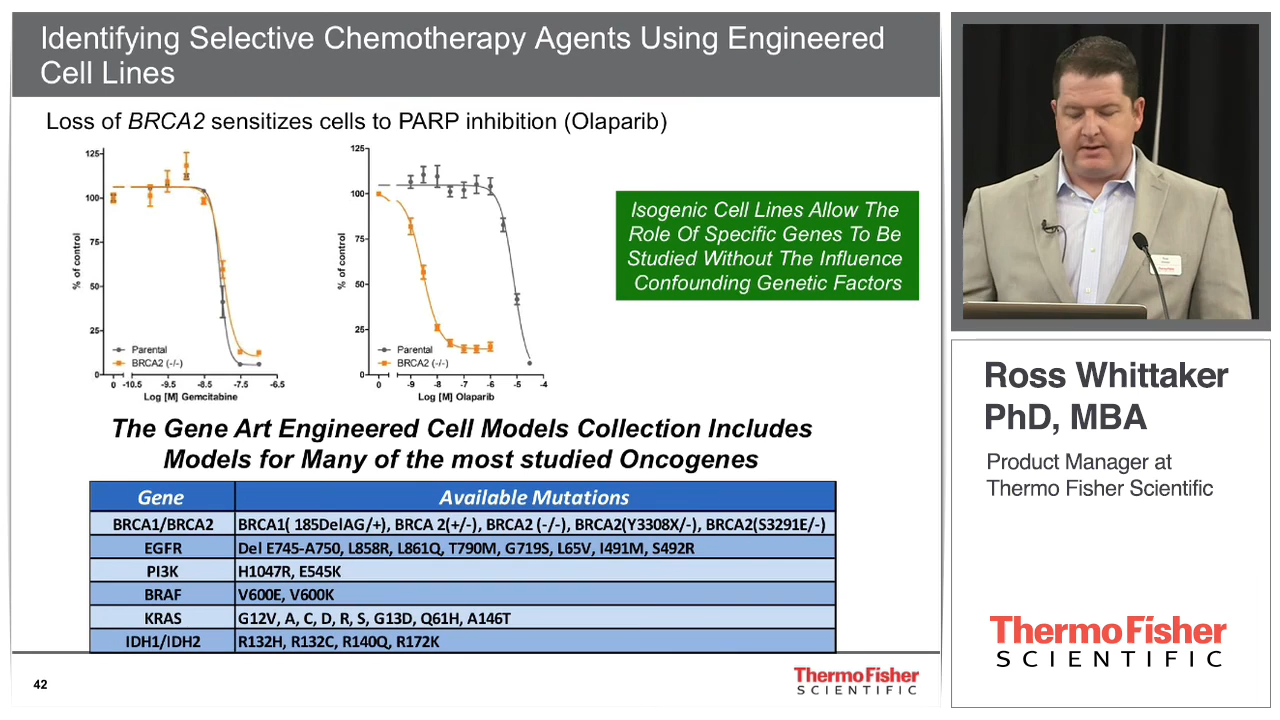 Identifying Selective Chemotherapy Agents Using Engineered
Cell Lines
Loss of BRCA2 sensitizes cells to PARP inhibition (Olaparib)
125
100
75
50
25
0
% of control
Parental
BRCA2 (-/-)
0 -10.5 -9.5 -8.5 -7.5 -6.5
Log [M] Gemcitabine
125
100
75
50
25
0
% of control
Parental
BRCA2 (-/-)
0 -9 -8 -7 -6 -5 -4
Log [M] Olaparib
Isogenic Cell Lines Allow The
Role Of Specific Genes To Be
Studied Without The Influence
Confounding Genetic Factors
The Gene Art Engineered Cell Models Collection Includes
Models for Many of the most studied Oncogenes
Gene Available Mutations
BRCA1/BRCA2 BRCA1( 185DelAG/+), BRCA 2(+/-), BRCA2 (-/-), BRCA2(Y3308X/-), BRCA2(S3291E/-)
EGFR Del E745-A750, L858R, L861Q, T790M, G719S, L65V, I491M, S492R
PI3K H1047R, E545K
BRAF V600E, V600K
KRAS G12V, A, C, D, R, S, G13D, Q61H, A146T
IDH1/IDH2 R132H, R132C, R140Q, R172K
42
ThermoFisher
SCIENTIFIC
Ross Whittaker
PhD, MBA
Product Manager at
Thermo Fisher Scientific
ThermoFisher
SCIENTIFIC